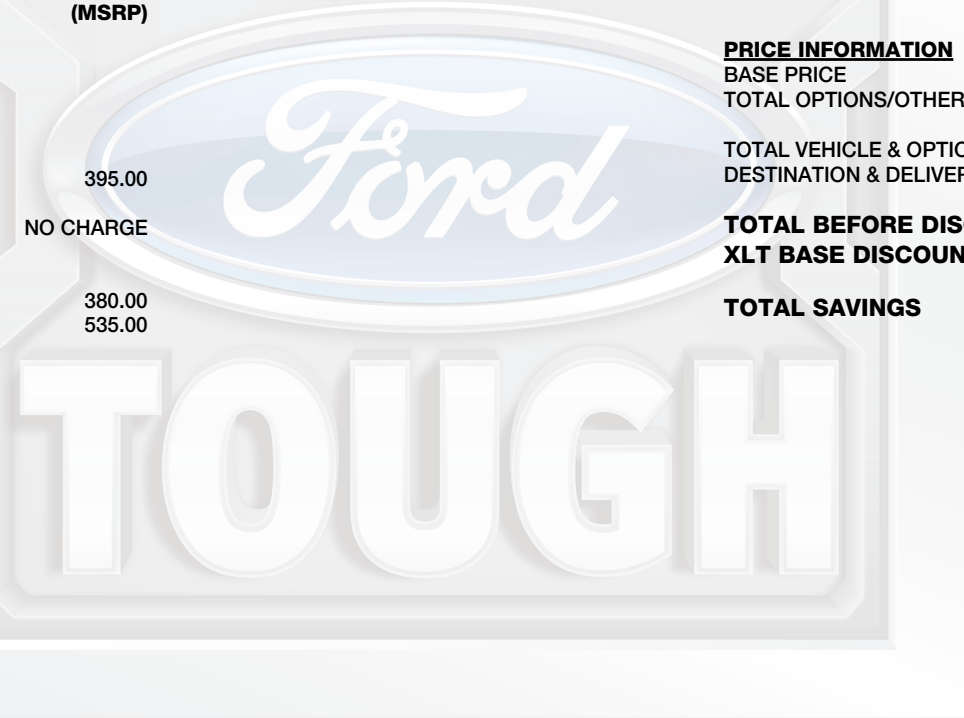 (MSRP)
395.00
NO CHARGE
380.00
535.00
PRICE INFORMATION
BASE PRICE
TOTAL OPTIONS/OTHER
TOTAL VEHICLE & OPTIO
DESTINATION & DELIVER
TOTAL BEFORE DIS
XLT BASE DISCOUN
TOTAL SAVINGS
Ford
TOUGH